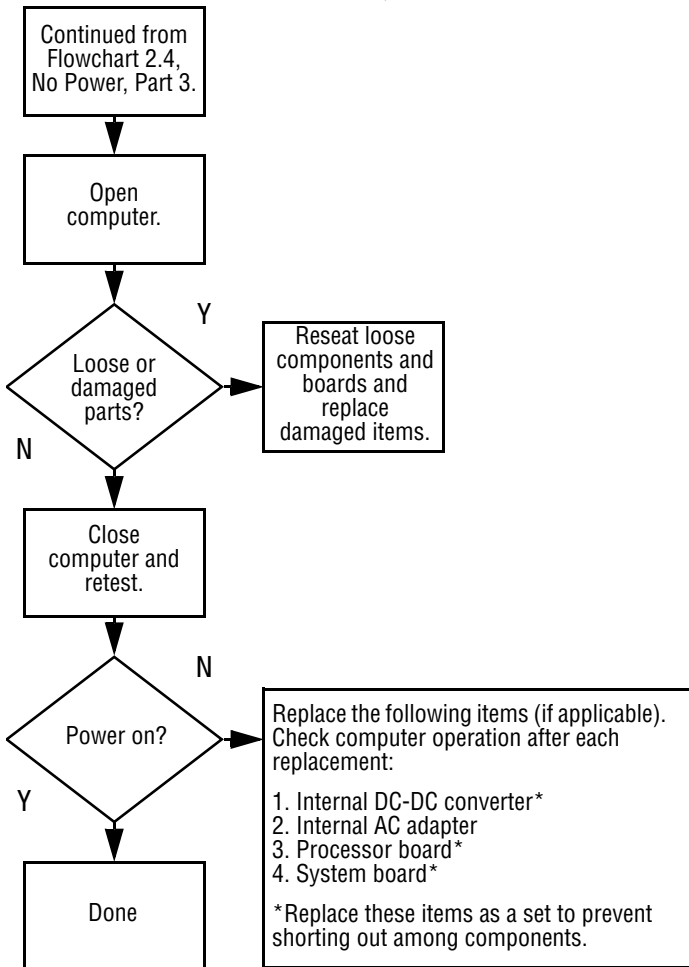 Continued from
Flowchart 2.4,
No Power, Part 3.
Open
computer.
Y
Loose or
damaged
parts?
Reseat loose
components and
boards and
replace
damaged items.
N
Close
computer and
retest.
N
Power on?
Replace the following items (if applicable).
Check computer operation after each
replacement:
1. Internal DC-DC converter*
2. Internal AC adapter
3. Processor board*
4. System board*
*Replace these items as a set to prevent
shorting out among components.
Y
Done